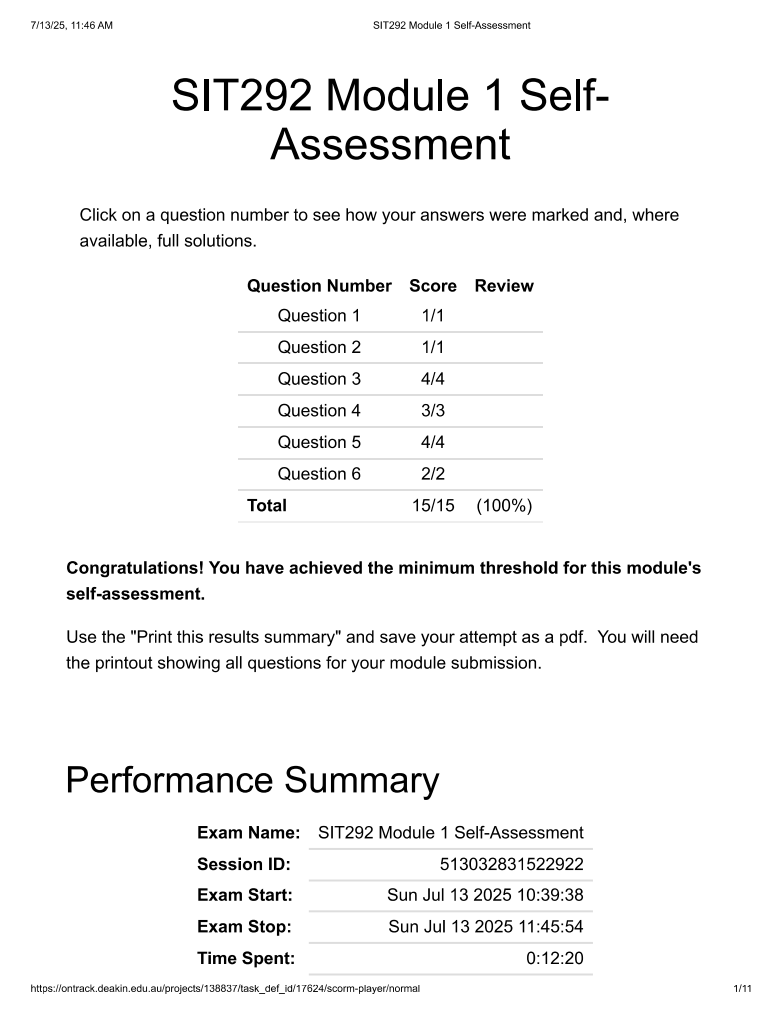 7/13/25, 11:46 AM SIT292 Module 1 Self-Assessment
SIT292 Module 1 Self-
Assessment
Click on a question number to see how your answers were marked and, where
available, full solutions.
Question Number Score Review
Question 1 1/1
Question 2 1/1
Question 3 4/4
Question 4 3/3
Question 5 4/4
Question 6 2/2
Total 15/15 (100%)
Congratulations! You have achieved the minimum threshold for this module's
self-assessment.
Use the "Print this results summary" and save your attempt as a pdf. You will need
the printout showing all questions for your module submission.
Performance Summary
Exam Name: SIT292 Module 1 Self-Assessment
Session ID: 513032831522922
Exam Start: Sun Jul 13 2025 10:39:38
Exam Stop: Sun Jul 13 2025 11:45:54
Time Spent: 0:12:20
https://ontrack.deakin.edu.au/projects/138837/task_def_id/17624/scorm-player/normal 1/11